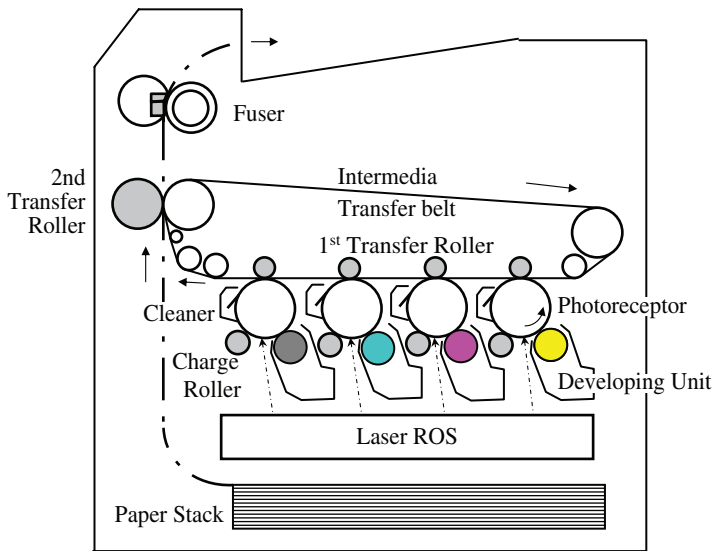 Fuser
2nd
Transfer
Roller
Intermedia
Transfer belt
1st Transfer Roller
Cleaner
Photoreceptor
Charge
Roller
Developing Unit
Laser ROS
Paper Stack